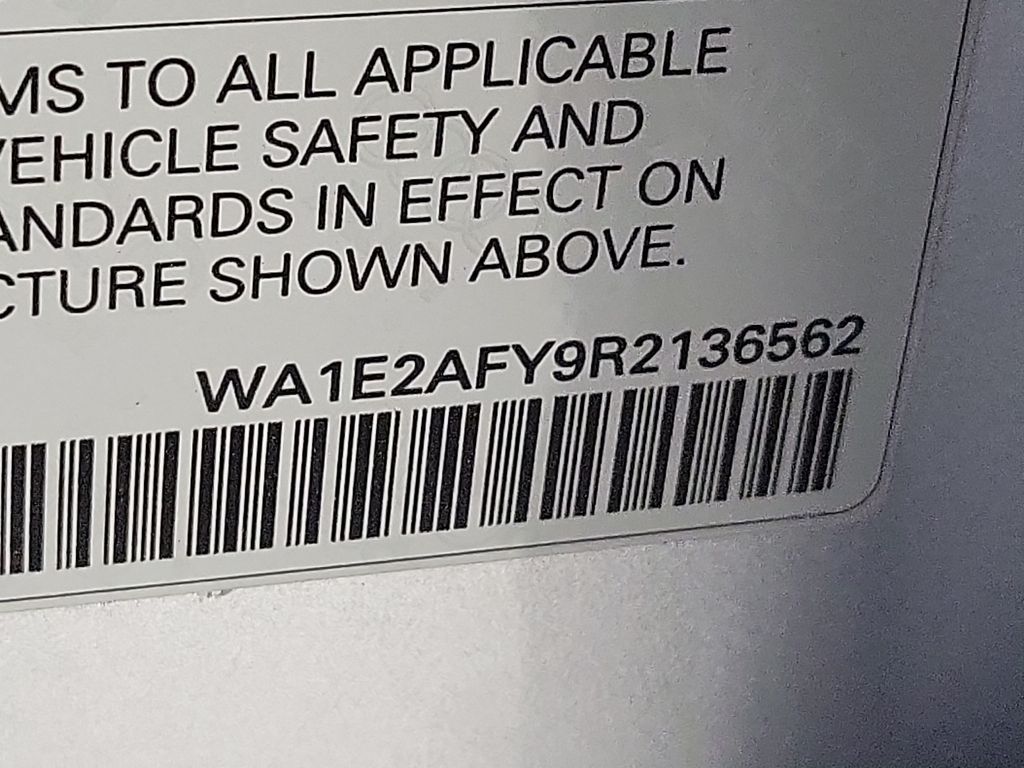 MS TO ALL APPLICABLE
VEHICLE SAFETY AND
ANDARDS IN EFFECT ON
CTURE SHOWN ABOVE.
WA1E2AFY9R2136562